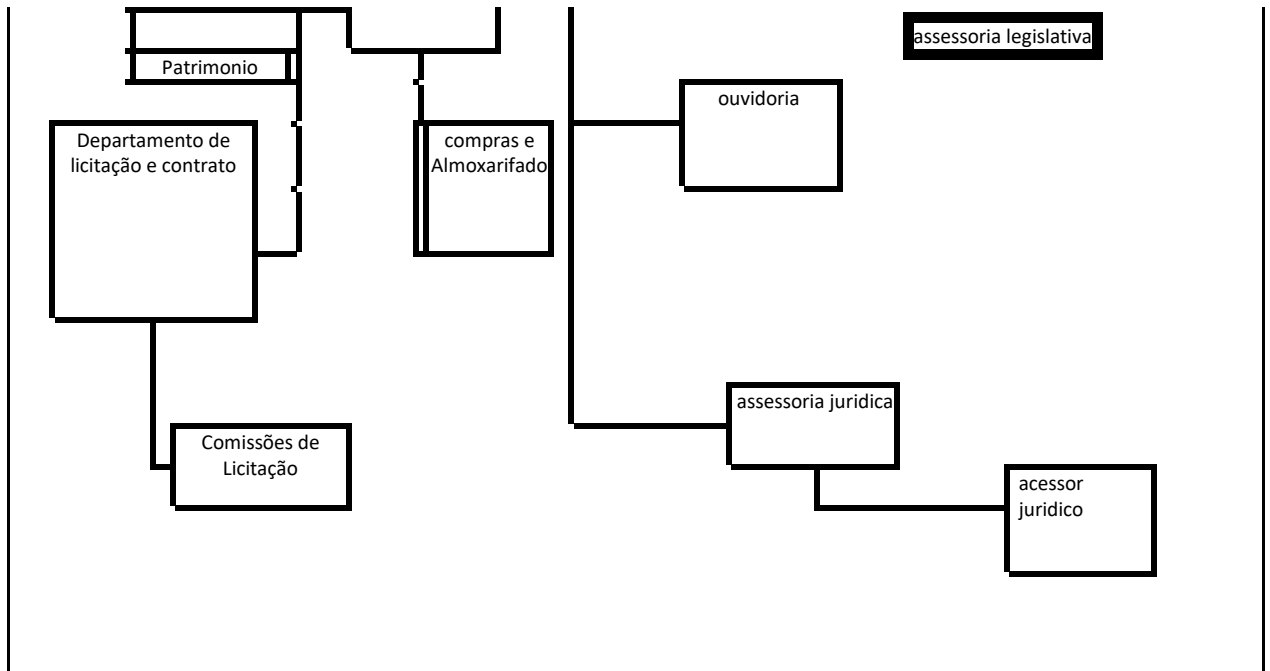 assessoria legislativa
Patrimonio
ouvidoria
Departamento de
licitação e contrato
compras e
Almoxarifado
assessoria juridica
Comissões de
Licitação
acessor
juridico